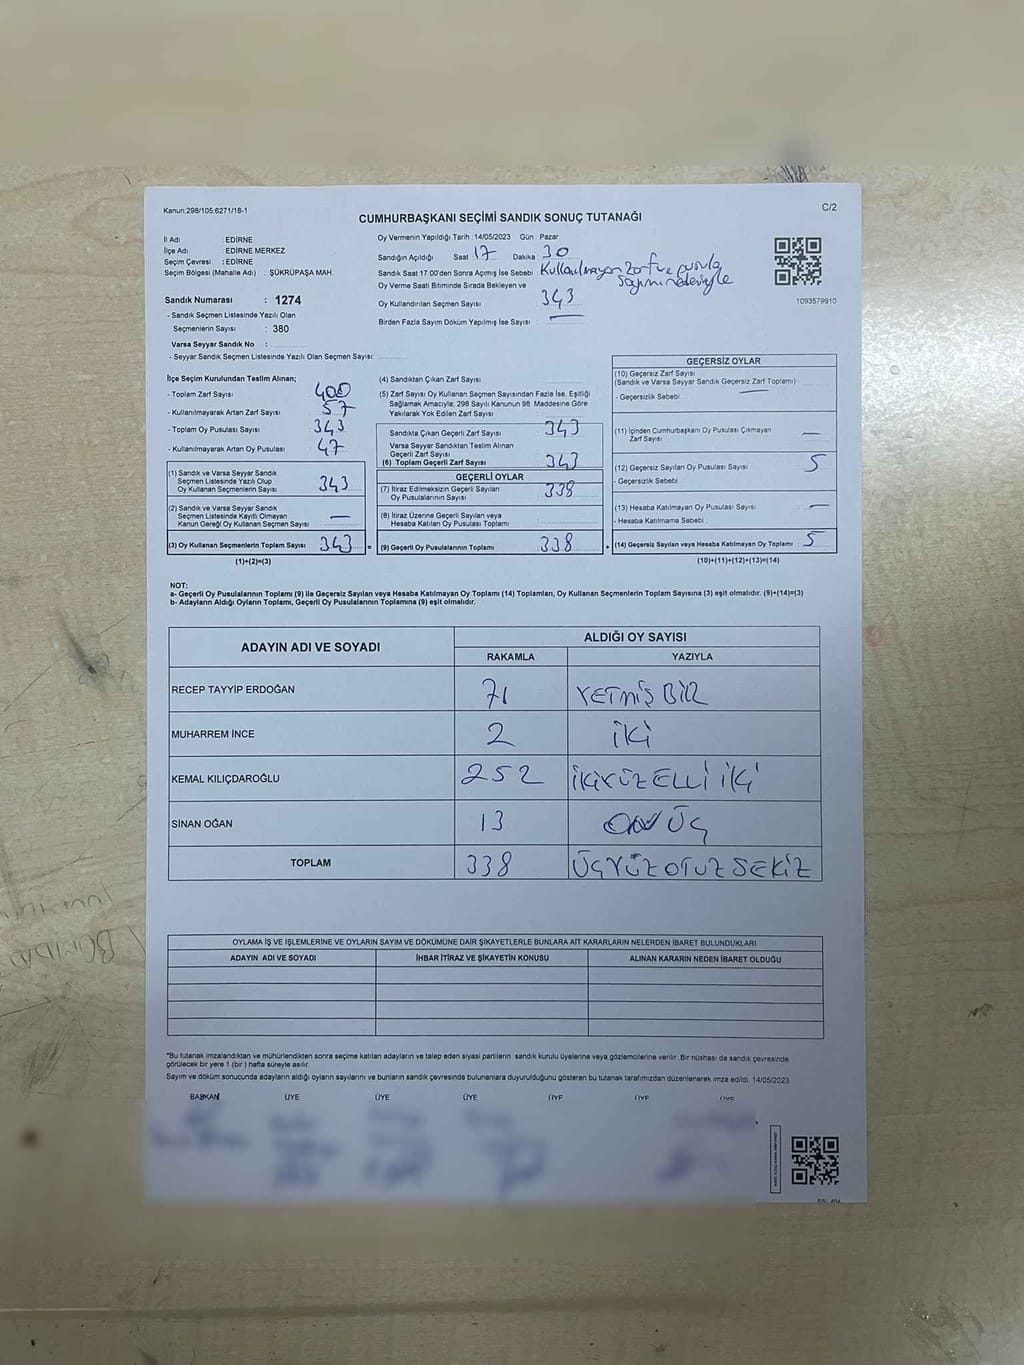 Kanun:298/105;6271/18-1
C/2
CUMHURBAŞKANI SEÇİMİ SANDIK SONUÇ TUTANAĞI
İl Adı : EDİRNE
İlçe Adı : EDİRNE MERKEZ
Seçim Çevresi : EDİRNE
Seçim Bölgesi (Mahalle Adı) : ŞÜKRÜPAŞA MAH.
Sandık Numarası : 1274
- Sandık Seçmen Listesinde Yazılı Olan
Seçmenlerin Sayısı : 380
Varsa Seyyar Sandık No :
- Seyyar Sandık Seçmen Listesinde Yazılı Olan Seçmen Sayısı:
Oy Vermenin Yapıldığı Tarih :14/05/2023 Gün : Pazar
Sandığın Açıldığı Saat 17 Dakika 30
Sandık Saat 17:00'den Sonra Açımış İse Sebebi Kullanılmayan Zarf ve pusula
sayımı nedeniyle
Oy Verme Saati Bitiminde Sırada Bekleyen ve
Oy Kullandırılan Seçmen Sayısı 343
Birden Fazla Sayım Döküm Yapılmış İse Sayısı
1093579910
İlçe Seçim Kurulundan Teslim Alınan;
- Toplam Zarf Sayısı 400
- Kullanılmayarak Artan Zarf Sayısı 57
- Toplam Oy Pusulası Sayısı 343
- Kullanılmayarak Artan Oy Pusulası 47
(1) Sandık ve Varsa Seyyar Sandık
Seçmen Listesinde Yazılı Olup
Oy Kullanan Seçmenlerin Sayısı 343
(2) Sandık ve Varsa Seyyar Sandık
Seçmen Listesinde Kayıtlı Olmayan
Kanun Gereği Oy Kullanan Seçmen Sayısı —
(3) Oy Kullanan Seçmenlerin Toplam Sayısı 343 =
(1)+(2)=(3)
(4) Sandıktan Çıkan Zarf Sayısı
(5) Zarf Sayısı Oy Kullanan Seçmen Sayısından Fazla İse, Eşitliği
Sağlamak Amacıyla, 298 Sayılı Kanunun 98. Maddesine Göre
Yakılarak Yok Edilen Zarf Sayısı
Sandıkta Çıkan Geçerli Zarf Sayısı 343
Varsa Seyyar Sandıktan Teslim Alınan
Geçerli Zarf Sayısı
(6) Toplam Geçerli Zarf Sayısı 343
GEÇERLİ OYLAR
(7) İtiraz Edilmeksizin Geçerli Sayılan
Oy Pusulalarının Sayısı 338
(8) İtiraz Üzerine Geçerli Sayılan veya
Hesaba Katılan Oy Pusulası Toplamı
(9) Geçerli Oy Pusulalarının Toplamı 338 +
GEÇERSİZ OYLAR
(10) Geçersiz Zarf Sayısı
(Sandık ve Varsa Seyyar Sandık Geçersiz Zarf Toplamı) —
- Geçersizlik Sebebi
(11) İçinden Cumhurbaşkanı Oy Pusulası Çıkmayan
Zarf Sayısı —
(12) Geçersiz Sayılan Oy Pusulası Sayısı 5
- Geçersizlik Sebebi
(13) Hesaba Katılmayan Oy Pusulası Sayısı —
- Hesaba Katılmama Sebebi
(14) Geçersiz Sayılan veya Hesaba Katılmayan Oy Toplamı 5
(10)+(11)+(12)+(13)=(14)
NOT:
a- Geçerli Oy Pusulalarının Toplamı (9) ile Geçersiz Sayılan veya Hesaba Katılmayan Oy Toplamı (14) Toplamları, Oy Kullanan Seçmenlerin Toplam Sayısına (3) eşit olmalıdır. (9)+(14)=(3)
b- Adayların Aldığı Oyların Toplamı, Geçerli Oy Pusulalarının Toplamına (9) eşit olmalıdır.
ADAYIN ADI VE SOYADI
ALDIĞI OY SAYISI
RAKAMLA YAZIYLA
RECEP TAYYİP ERDOĞAN 71 YETMİŞ BİR
MUHARREM İNCE 2 İKİ
KEMAL KILIÇDAROĞLU 252 İKİYÜZ ELLİ İKİ
SİNAN OĞAN 13 ON ÜÇ
TOPLAM 338 ÜÇYÜZ OTUZ SEKİZ
OYLAMA İŞ VE İŞLEMLERİNE VE OYLARIN SAYIM VE DÖKÜMÜNE DAİR ŞİKAYETLERLE BUNLARA AİT KARARLARIN NELERDEN İBARET BULUNDUKLARI
ADAYIN ADI VE SOYADI İHBAR İTİRAZ VE ŞİKAYETİN KONUSU ALINAN KARARIN NEDEN İBARET OLDUĞU
*Bu tutanak imzalandıktan ve mühürlendikten sonra seçime katılan adayların ve talep eden siyasi partilerin sandık kurulu üyelerine veya gözlemcilerine verilir. Bir nüshası da sandık çevresinde
görülecek bir yere 1 (bir) hafta süreyle asılır.
Sayım ve döküm sonucunda adayların aldığı oyların sayılarını ve bunların sandık çevresinde bulunanlara duyurulduğunu gösteren bu tutanak tarafımızdan düzenlenerek imza edildi. 14/05/2023
BAŞKAN ÜYE ÜYE ÜYE ÜYE ÜYE ÜYE